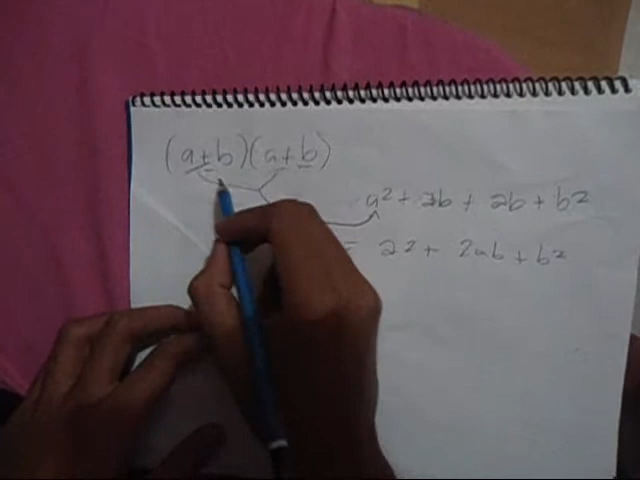 (a+b)(a+b)
a² + ab + ab + b²
= a² + 2ab + b²